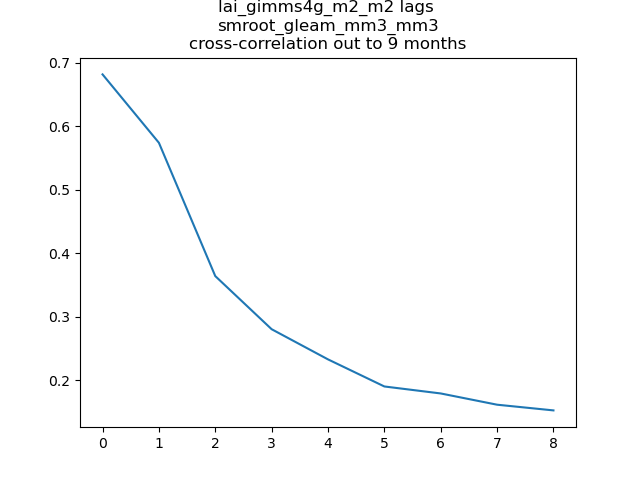 lai_gimms4g_m2_m2 lags
smroot_gleam_mm3_mm3
cross-correlation out to 9 months
0.7
0.6
0.5
0.4
0.3
0.2
0 1 2 3 4 5 6 7 8